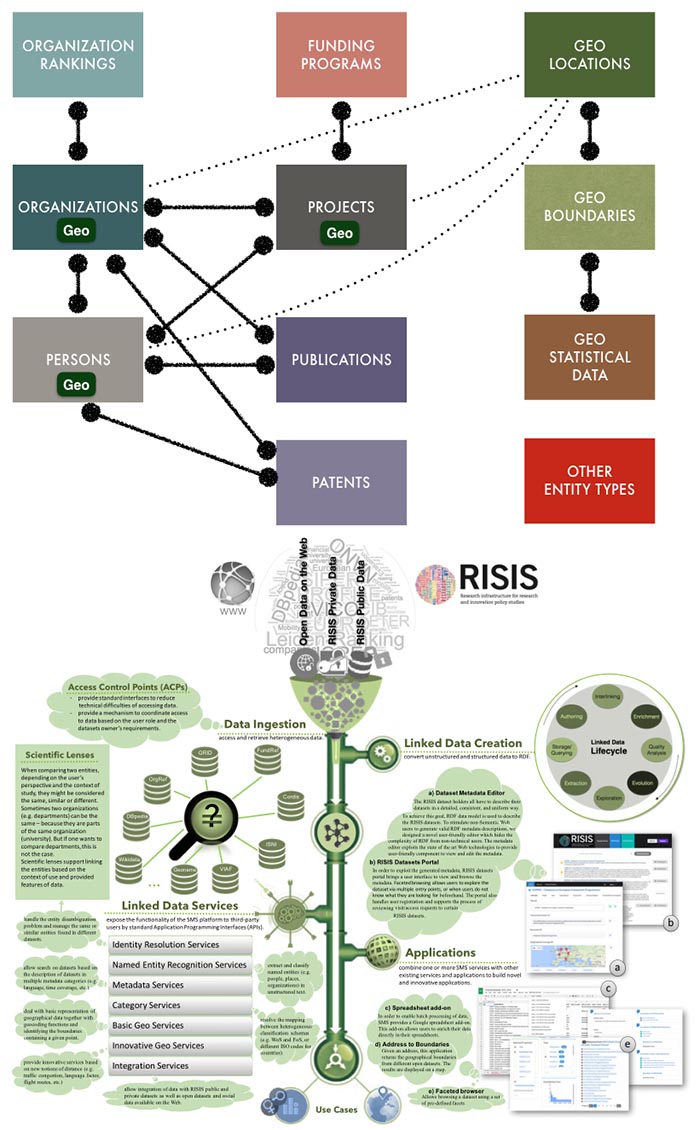 ORGANIZATION
RANKINGS
FUNDING
PROGRAMS
GEO
LOCATIONS
ORGANIZATIONS
Geo
PROJECTS
Geo
GEO
BOUNDARIES
PERSONS
Geo
PUBLICATIONS
GEO
STATISTICAL
DATA
PATENTS
OTHER
ENTITY TYPES
WWW
Open Data on the Web
RISIS Private Data
RISIS Public Data
DBpedia
Leiden Ranking
patents
RISIS
Research infrastructure for research
and innovation policy studies
Access Control Points (ACPs)
- provide standard interfaces to reduce
technical difficulties of accessing data.
- provide a mechanism to coordinate access
to data based on the user role and the
datasets owner's requirements.
Data Ingestion
access and retrieve heterogeneous data.
Scientific Lenses
When comparing two entities,
depending on the user's
perspective and the context of
study, they might be considered
the same, similar or different.
Sometimes two organizations
(e.g. departments) can be the
same – because they are parts
of the same organization
(university). But if one wants to
compare departments, this is
not the case.
Scientific lenses support linking
the entities based on the
context of use and provided
features of data.
GRID
FundRef
OrgRef
Cordis
DBpedia
ISNI
Wikidata
Geonames
VIAF
...
?
Linked Data Creation
convert unstructured and structured data to RDF.
Linked Data
Lifecycle
Interlinking
Enrichment
Quality
Analysis
Evolution
Exploration
Extraction
Storage/
Querying
Authoring
a) Dataset Metadata Editor
The RISIS dataset holders all have to describe their
datasets in a detailed, consistent, and uniform way.
To achieve this goal, RDF data model is used to describe
the RISIS datasets. To stimulate non-Semantic Web
users to generate valid RDF metadata descriptions, we
designed a novel user-friendly editor which hides the
complexity of RDF from non-technical users. The metadata
editor exploits the state of the art Web technologies to provide
user-friendly component to view and edit the metadata.
b) RISIS Datasets Portal
In order to exploit the generated metadata, RISIS datasets
portal brings a user interface to view and browse the
metadata. Faceted browsing allows users to explore the
dataset via multiple entry points, or when users do not
know what they are looking for beforehand. The portal also
handles user registration and supports the process of
reviewing visit/access requests to certain
RISIS datasets.
RISIS
b
a
Linked Data Services
expose the functionality of the SMS platform to third-party
users by standard Application Programming Interfaces (APIs).
Identity Resolution Services
Named Entity Recognition Services
Metadata Services
Category Services
Basic Geo Services
Innovative Geo Services
Integration Services
handle the entity disambiguation
problem and manage the same or
similar entities found in different
datasets.
allow search on datasets based on
the description of datasets in
multiple metadata categories (e.g.
language, time coverage, etc.)
deal with basic representation of
geographical data together with
geocoding functions and
identifying the boundaries
containing a given point.
provide innovative services based
on new notions of distance (e.g.
traffic congestion, language factor,
flight routes, etc.)
extract and classify
named entities (e.g.
people, places,
organizations) in
unstructured text.
resolve the mapping
between heterogeneous
classification schemas
(e.g. WoS and FoS, or
different ISO codes for
countries).
allow integration of data with RISIS public and
private datasets as well as open datasets and social
data available on the Web.
Applications
combine one or more SMS services with other
existing services and applications to build novel
and innovative applications.
c) Spreadsheet add-on
In order to enable batch processing of data,
SMS provides a Google spreadsheet add-on.
This add-on allows users to enrich their data
directly within spreadsheets.
d) Address to Boundaries
Given an address, this application
returns the geographical boundaries
from different open datasets. The
results are displayed on a map.
e) Faceted browser
Allows browsing a dataset using a set
of pre-defined facets.
c
e
Use Cases